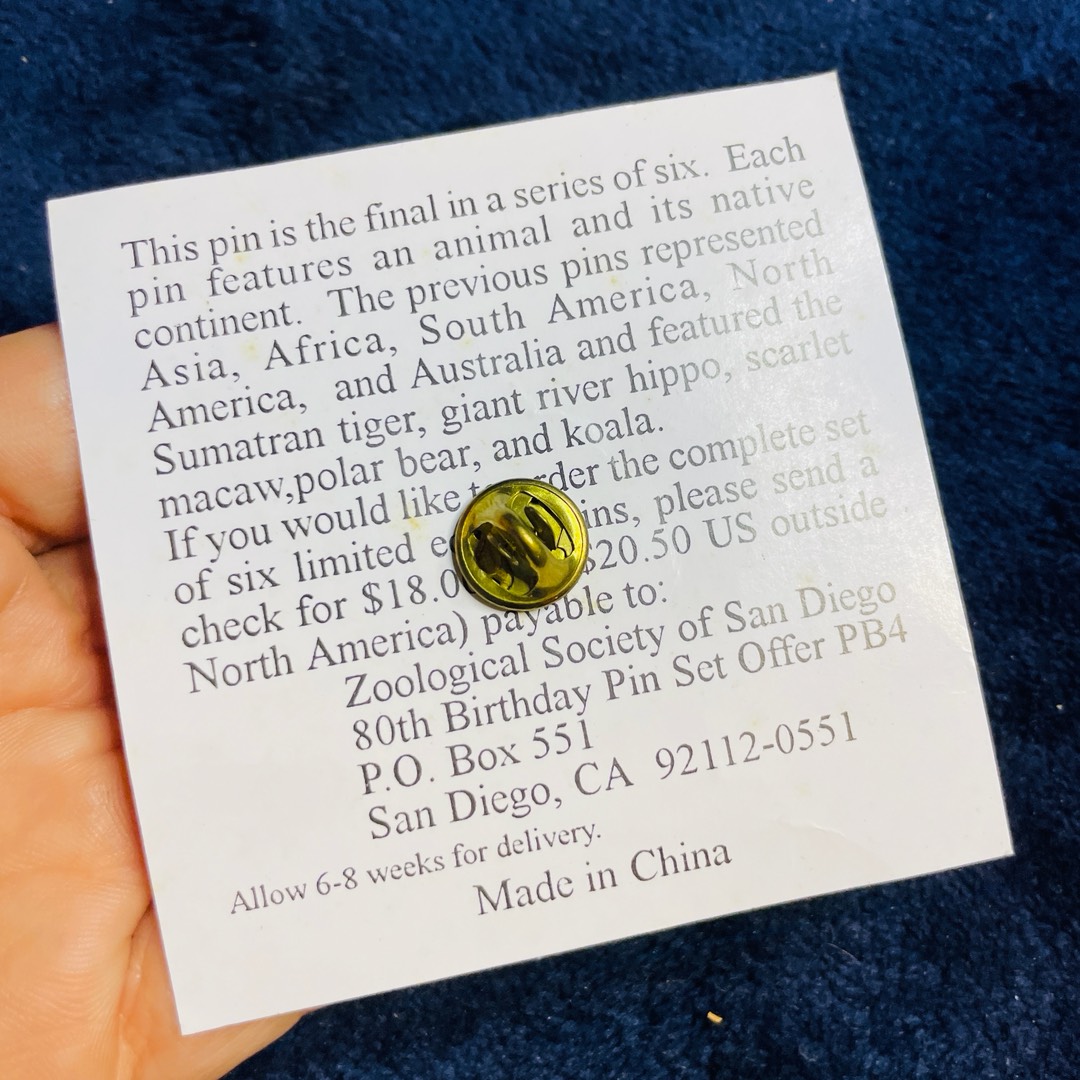 This pin is the final in a series of six. Each
pin features an animal and its native
continent. The previous pins represented
Asia, Africa, South America, North
America, and Australia and featured the
Sumatran tiger, giant river hippo, scarlet
macaw,polar bear, and koala.
If you would like the complete set
of six limited please send a
check for $20.50 US outside
North America) payable to:
Zoological Society of San Diego
80th Birthday Pin Set Offer PB4
P.O. Box 551
San Diego, CA 92112-0551
Allow 6-8 weeks for delivery.
Made in China